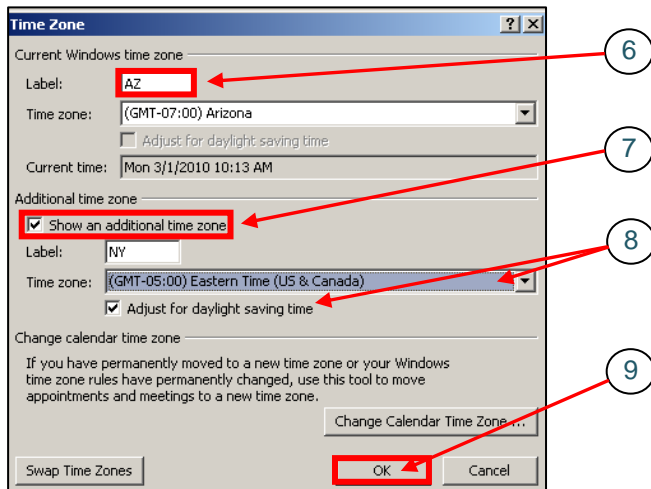 Time Zone
Current Windows time zone
6
Label: AZ
Time zone: (GMT-07:00) Arizona
Adjust for daylight saving time
7
Current time: Mon 3/1/2010 10:13 AM
Additional time zone
Show an additional time zone
8
Label: NY
Time zone: (GMT-05:00) Eastern Time (US & Canada)
Adjust for daylight saving time
Change calendar time zone
If you have permanently moved to a new time zone or your Windows
time zone rules have permanently changed, use this tool to move
appointments and meetings to a new time zone.
9
Change Calendar Time Zone ...
Swap Time Zones OK Cancel